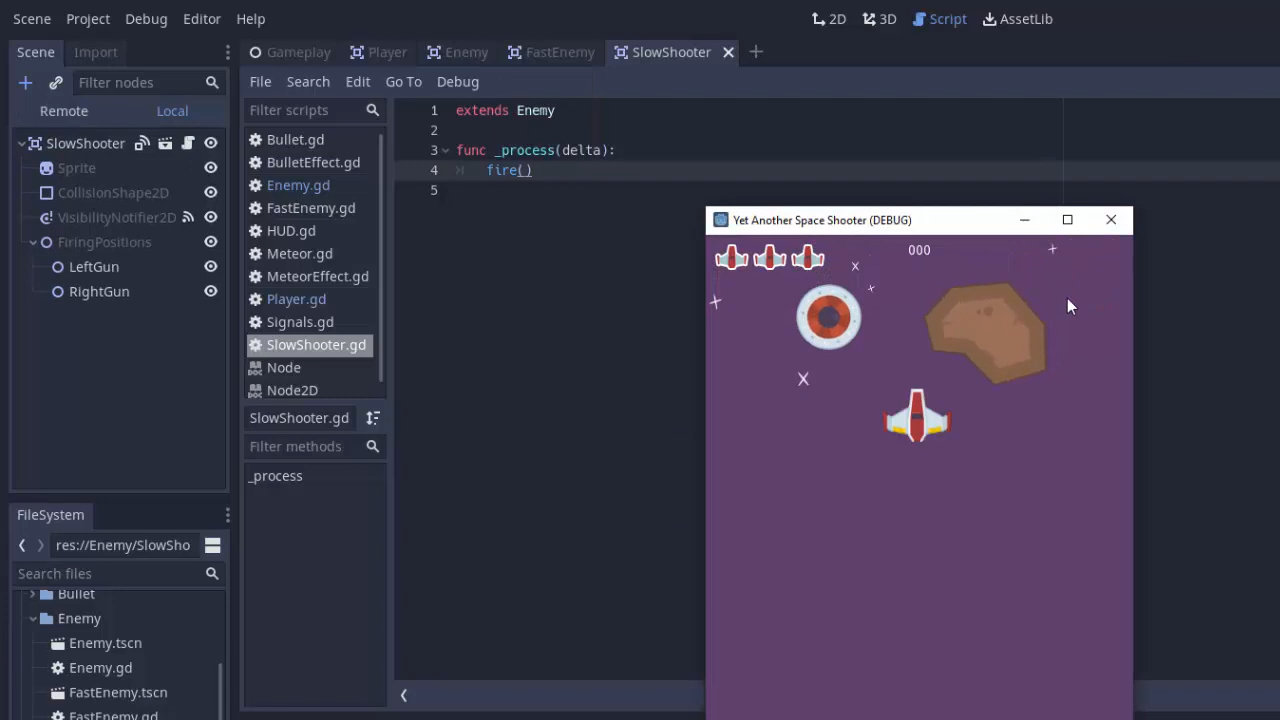 Scene Project Debug Editor Help
2D 3D Script AssetLib
Scene Import
Filter nodes
Remote Local
SlowShooter
Sprite
CollisionShape2D
VisibilityNotifier2D
FiringPositions
LeftGun
RightGun
FileSystem
res://Enemy/SlowSho
Search files
Bullet
Enemy
Enemy.tscn
Enemy.gd
FastEnemy.tscn
FastEnemy.gd
Gameplay Player Enemy FastEnemy SlowShooter
File Search Edit Go To Debug
Filter scripts
Bullet.gd
BulletEffect.gd
Enemy.gd
FastEnemy.gd
HUD.gd
Meteor.gd
MeteorEffect.gd
Player.gd
Signals.gd
SlowShooter.gd
Node
Node2D
SlowShooter.gd
Filter methods
_process
1 extends Enemy
2
3 func _process(delta):
4 fire()
5
Yet Another Space Shooter (DEBUG)
000